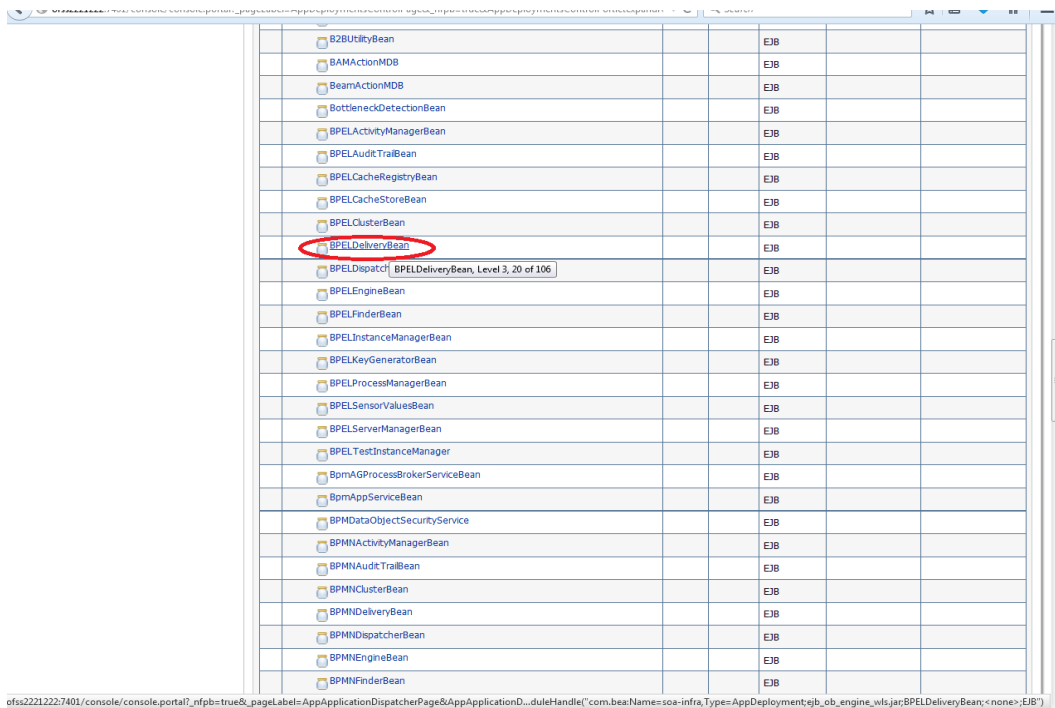 B2BUtilityBean EJB
BAMActionMDB EJB
BeamActionMDB EJB
BottleneckDetectionBean EJB
BPELActivityManagerBean EJB
BPELAuditTrailBean EJB
BPELCacheRegistryBean EJB
BPELCacheStoreBean EJB
BPELClusterBean EJB
BPELDeliveryBean EJB
BPELDispatch BPELDeliveryBean, Level 3, 20 of 106 EJB
BPELEngineBean EJB
BPELFinderBean EJB
BPELInstanceManagerBean EJB
BPELKeyGeneratorBean EJB
BPELProcessManagerBean EJB
BPELSensorValuesBean EJB
BPELServerManagerBean EJB
BPELTestInstanceManager EJB
BpmAGProcessBrokerServiceBean EJB
BpmAppServiceBean EJB
BPMDataObjectSecurityService EJB
BPMNActivityManagerBean EJB
BPMNAuditTrailBean EJB
BPMNClusterBean EJB
BPMNDeliveryBean EJB
BPMNDispatcherBean EJB
BPMNEngineBean EJB
BPMNFinderBean EJB
ofss2221222:7401/console/console.portal?_nfpb=true&_pageLabel=AppApplicationDispatcherPage&AppApplicationD...duleHandle("com.bea:Name=soa-infra,Type=AppDeployment;ejb_ob_engine_wls.jar;BPELDeliveryBean;<none>;EJB")